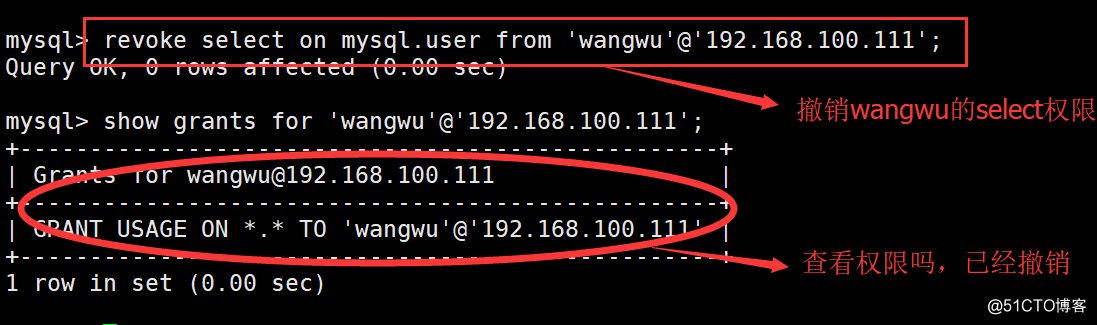 mysql> revoke select on mysql.user from 'wangwu'@'192.168.100.111';
Query OK, 0 rows affected (0.00 sec)
撤销wangwu的select权限
mysql> show grants for 'wangwu'@'192.168.100.111';
+--------------------------------------------------+
| Grants for wangwu@192.168.100.111                |
+--------------------------------------------------+
| GRANT USAGE ON *.* TO 'wangwu'@'192.168.100.111' |
+--------------------------------------------------+
查看权限吗，已经撤销
1 row in set (0.00 sec)
@51CTO博客